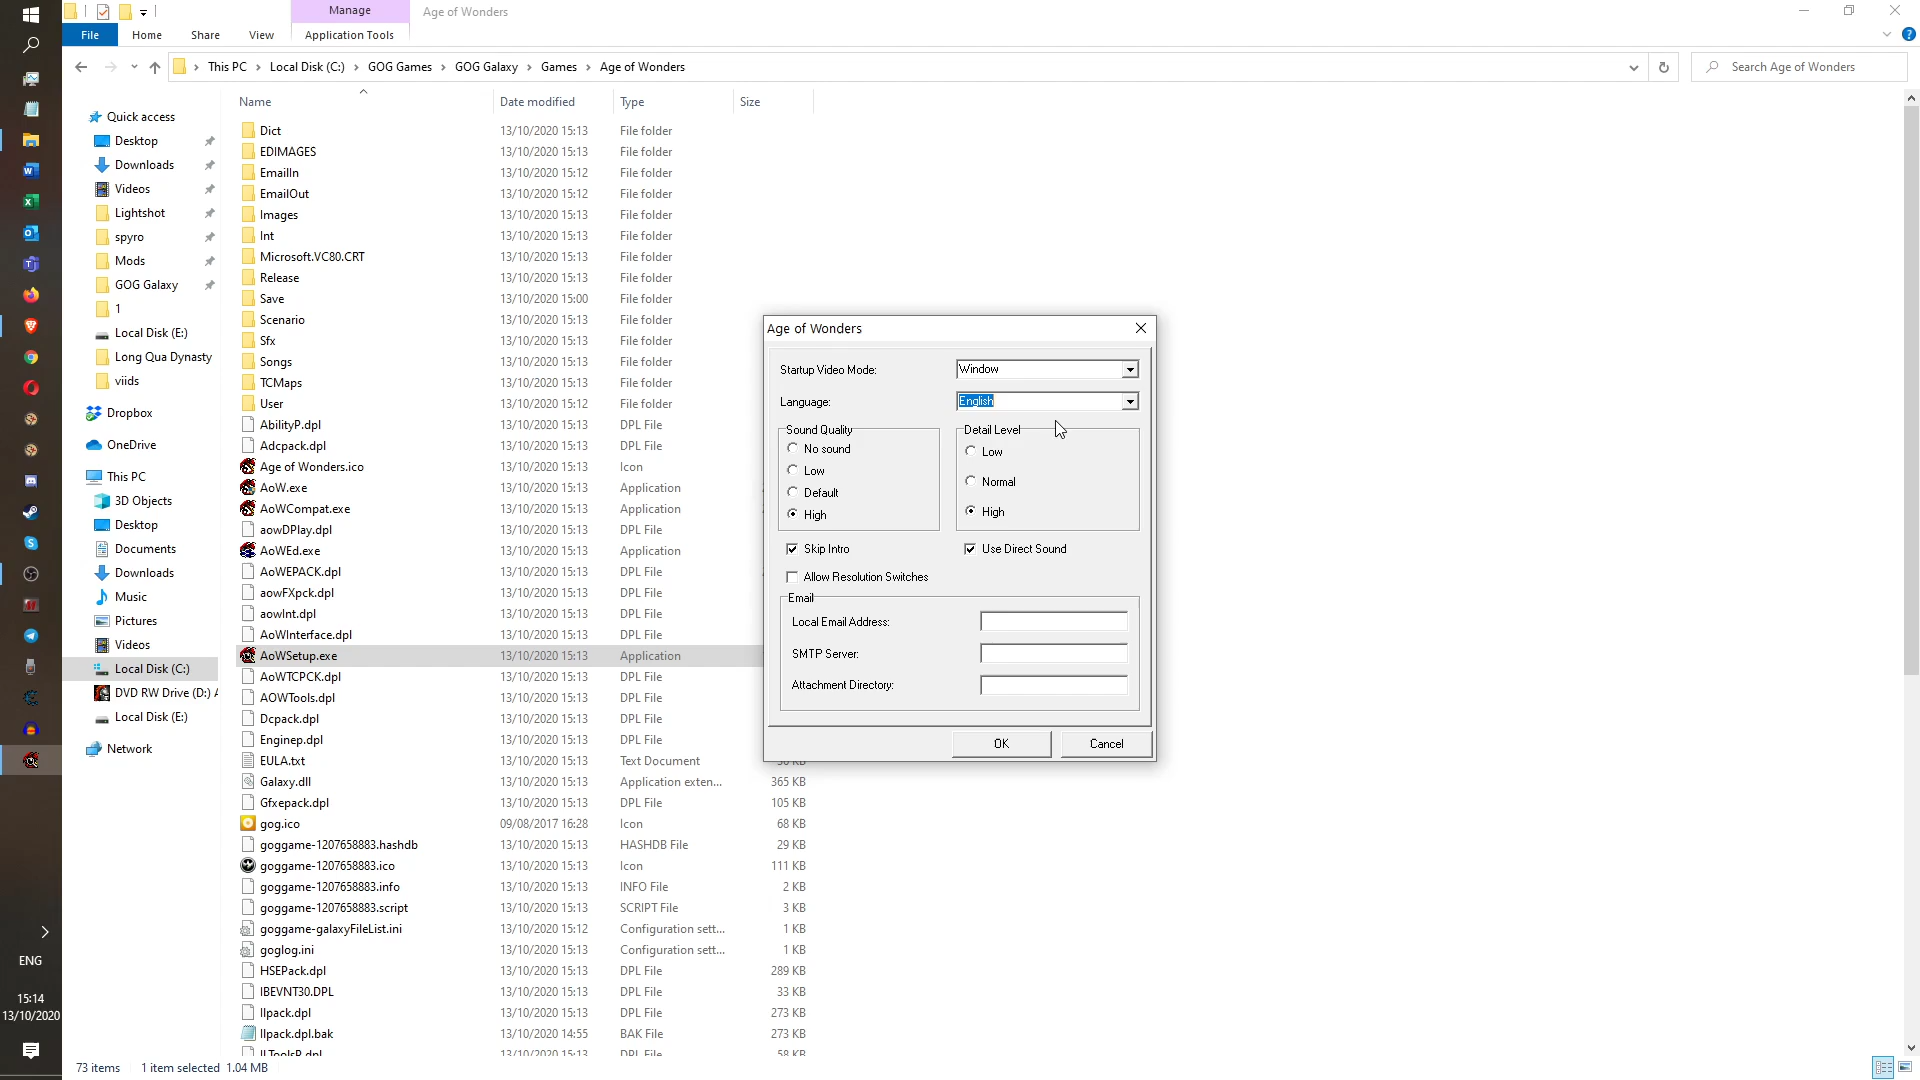 Manage
Age of Wonders
File
Home
Share
View
Application Tools
This PC
Local Disk (C:)
GOG Games
GOG Galaxy
Games
Age of Wonders
Search Age of Wonders
Name
Date modified
Type
Size
Quick access
Desktop
Downloads
Videos
Lightshot
spyro
Mods
GOG Galaxy
1
Local Disk (E:)
Long Qua Dynasty
viids
Dropbox
OneDrive
This PC
3D Objects
Desktop
Documents
Downloads
Music
Pictures
Videos
Local Disk (C:)
DVD RW Drive (D:) A
Local Disk (E:)
Network
Dict 13/10/2020 15:13 File folder
EDIMAGES 13/10/2020 15:13 File folder
EmailIn 13/10/2020 15:12 File folder
EmailOut 13/10/2020 15:12 File folder
Images 13/10/2020 15:13 File folder
Int 13/10/2020 15:13 File folder
Microsoft.VC80.CRT 13/10/2020 15:13 File folder
Release 13/10/2020 15:13 File folder
Save 13/10/2020 15:00 File folder
Scenario 13/10/2020 15:13 File folder
Sfx 13/10/2020 15:13 File folder
Songs 13/10/2020 15:13 File folder
TCMaps 13/10/2020 15:13 File folder
User 13/10/2020 15:12 File folder
AbilityP.dpl 13/10/2020 15:13 DPL File
Adcpack.dpl 13/10/2020 15:13 DPL File
Age of Wonders.ico 13/10/2020 15:13 Icon
AoW.exe 13/10/2020 15:13 Application
AoWCompat.exe 13/10/2020 15:13 Application
aowDPlay.dpl 13/10/2020 15:13 DPL File
AoWEd.exe 13/10/2020 15:13 Application
AoWEPACK.dpl 13/10/2020 15:13 DPL File
aowFXpck.dpl 13/10/2020 15:13 DPL File
aowInt.dpl 13/10/2020 15:13 DPL File
AoWInterface.dpl 13/10/2020 15:13 DPL File
AoWSetup.exe 13/10/2020 15:13 Application
AoWTCPCK.dpl 13/10/2020 15:13 DPL File
AOWTools.dpl 13/10/2020 15:13 DPL File
Dcpack.dpl 13/10/2020 15:13 DPL File
Enginep.dpl 13/10/2020 15:13 DPL File
EULA.txt 13/10/2020 15:13 Text Document
Galaxy.dll 13/10/2020 15:13 Application exten... 365 KB
Gfxepack.dpl 13/10/2020 15:13 DPL File 105 KB
gog.ico 09/08/2017 16:28 Icon 68 KB
goggame-1207658883.hashdb 13/10/2020 15:13 HASHDB File 29 KB
goggame-1207658883.ico 13/10/2020 15:13 Icon 111 KB
goggame-1207658883.info 13/10/2020 15:13 INFO File 2 KB
goggame-1207658883.script 13/10/2020 15:13 SCRIPT File 3 KB
goggame-galaxyFileList.ini 13/10/2020 15:12 Configuration sett... 1 KB
goglog.ini 13/10/2020 15:13 Configuration sett... 1 KB
HSEPack.dpl 13/10/2020 15:13 DPL File 289 KB
IBEVNT30.DPL 13/10/2020 15:13 DPL File 33 KB
Ilpack.dpl 13/10/2020 15:13 DPL File 273 KB
Ilpack.dpl.bak 13/10/2020 14:55 BAK File 273 KB
Age of Wonders
Startup Video Mode: Window
Language: English
Sound Quality
No sound
Low
Default
High
Detail Level
Low
Normal
High
Skip Intro
Use Direct Sound
Allow Resolution Switches
Email
Local Email Address:
SMTP Server:
Attachment Directory:
OK
Cancel
ENG
15:14
13/10/2020
73 items
1 item selected 1.04 MB